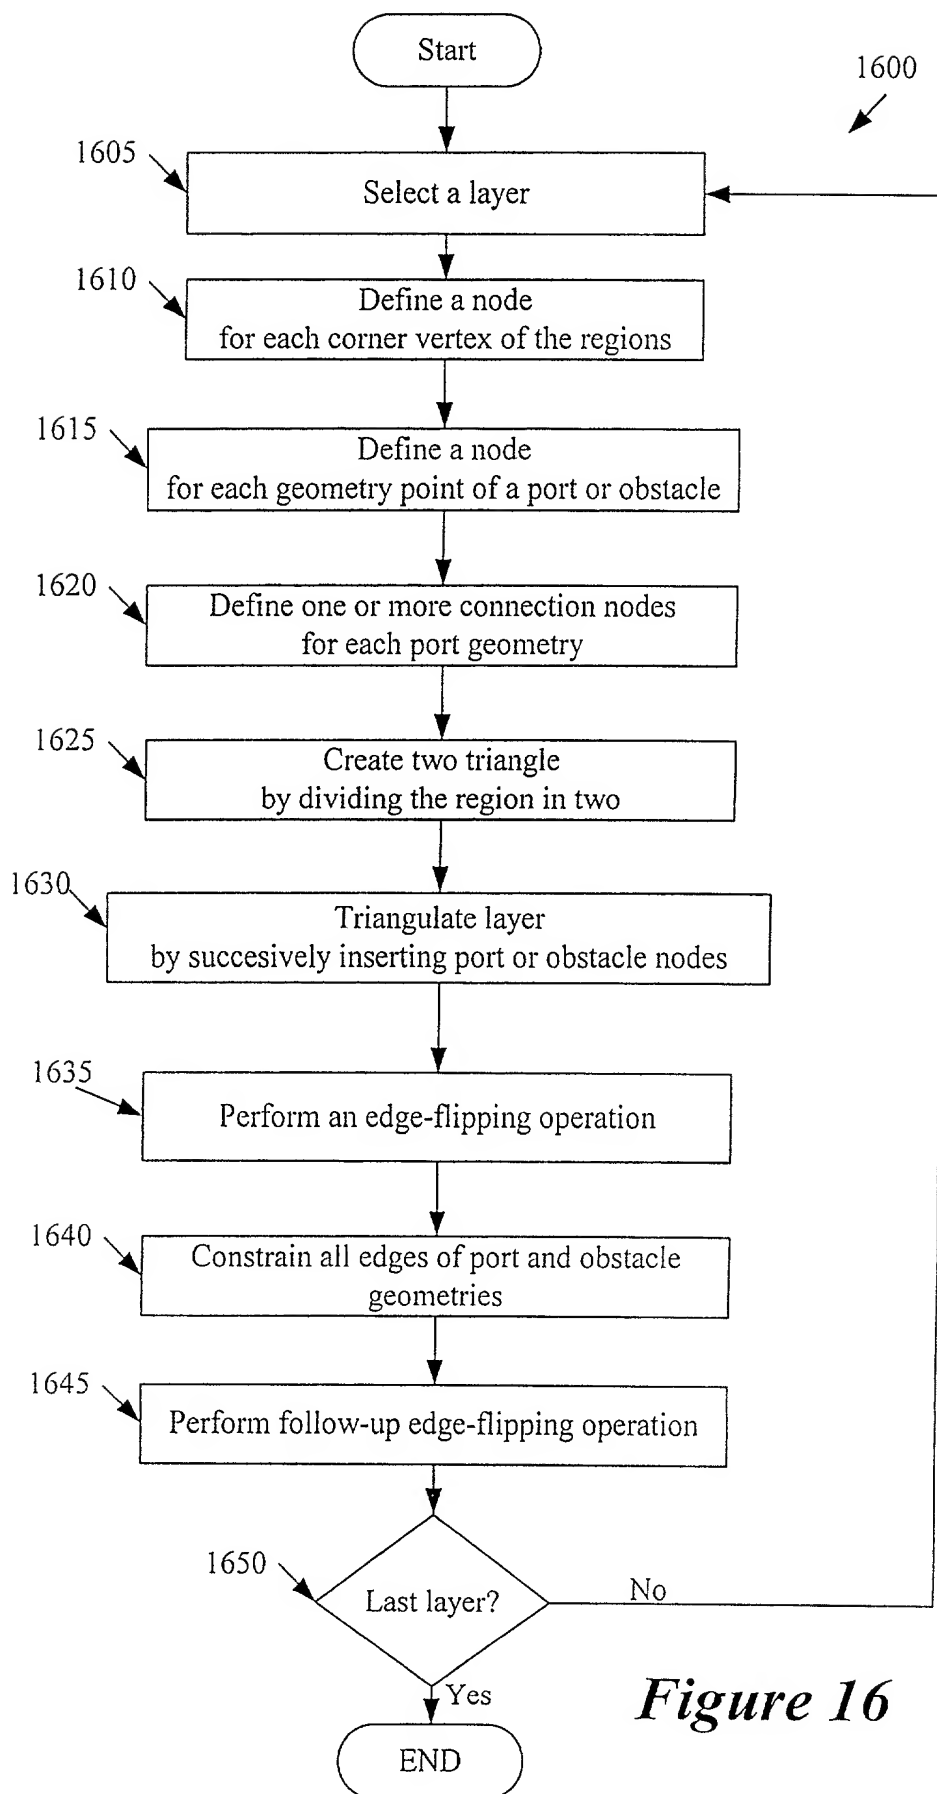 Start
1600
1605
Select a layer
1610
Define a node
for each corner vertex of the regions
1615
Define a node
for each geometry point of a port or obstacle
1620
Define one or more connection nodes
for each port geometry
1625
Create two triangle
by dividing the region in two
1630
Triangulate layer
by succesively inserting port or obstacle nodes
1635
Perform an edge-flipping operation
1640
Constrain all edges of port and obstacle
geometries
1645
Perform follow-up edge-flipping operation
1650
Last layer?
No
Yes
Figure 16
END